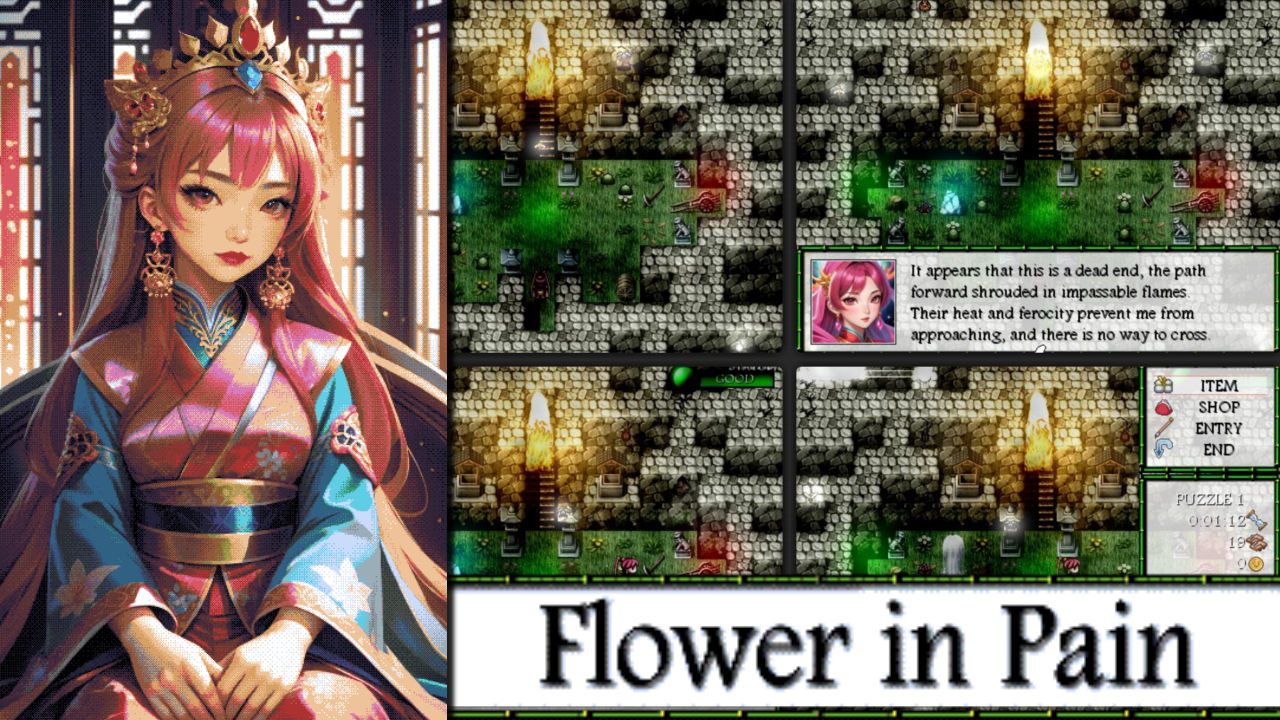 It appears that this is a dead end, the path
forward shrouded in impassable flames.
Their heat and ferocity prevent me from
approaching, and there is no way to cross.
GOOD
ITEM
SHOP
ENTRY
END
PUZZLE 1
0:01:12
19
0
Flower in Pain